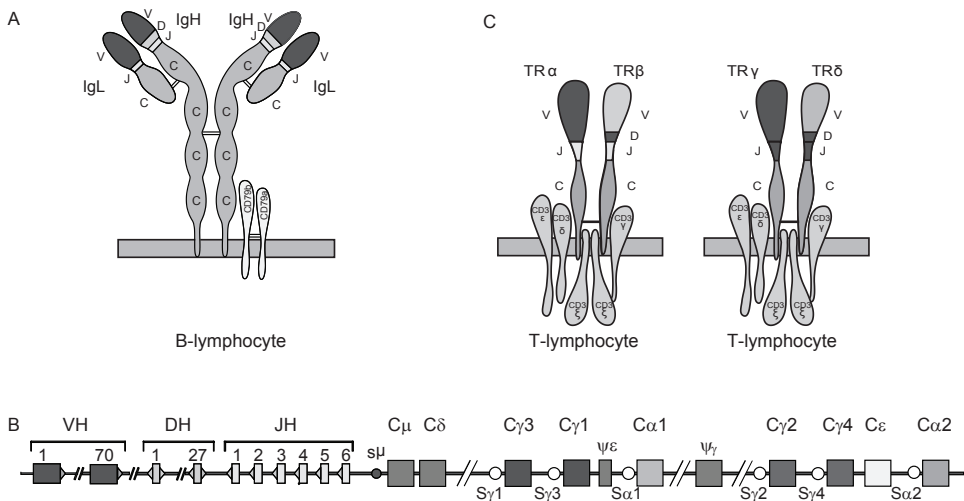 A
IgH IgH
V D J J D V
V V
J C C J
IgL C C IgL
C C
C C
C C
CD79b CD79a
B-lymphocyte
C
TRα TRβ
V
D
J
C
CD3 ε CD3 δ CD3 γ
CD3 ξ CD3 ξ
T-lymphocyte
TRγ TRδ
V
D
J
C
CD3 ε CD3 δ CD3 γ
CD3 ξ CD3 ξ
T-lymphocyte
B
VH DH JH sμ Cμ Cδ Cγ3 Cγ1 ψε Cα1 ψγ Cγ2 Cγ4 Cε Cα2
1 70 1 27 1 2 3 4 5 6
Sγ1 Sγ3 Sα1 Sγ2 Sγ4 Sα2